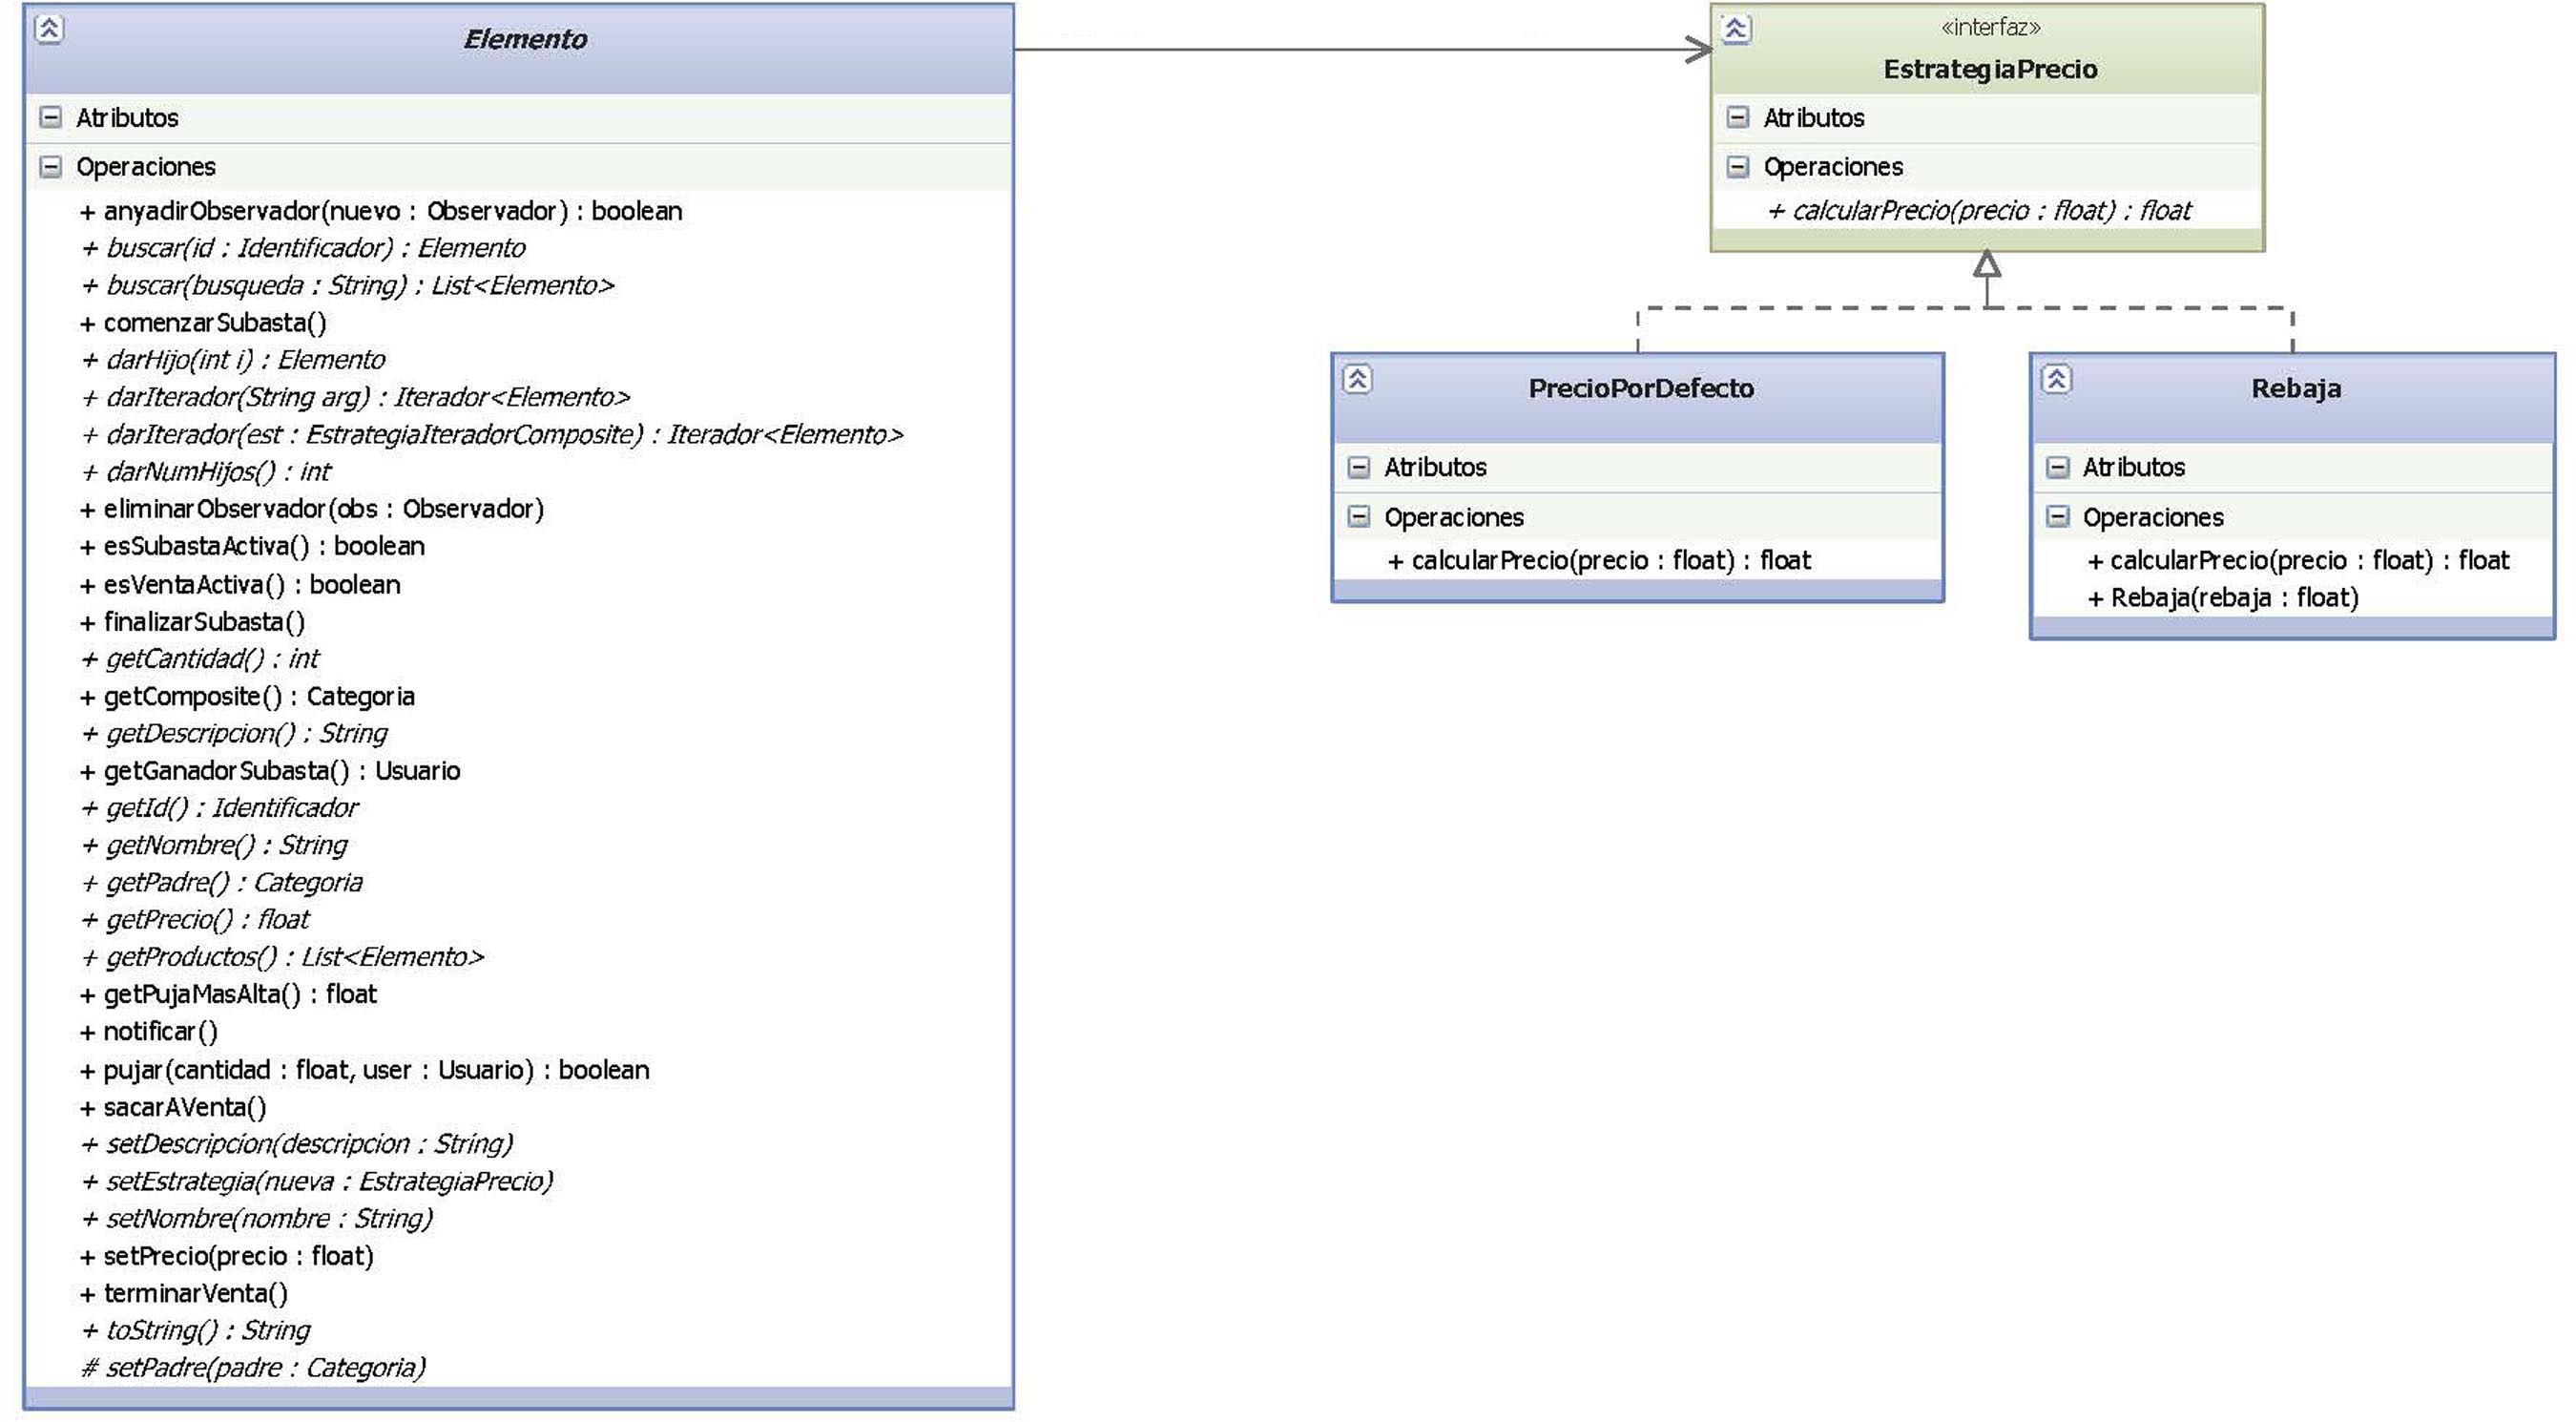 Elemento
Atributos
Operaciones
+ anyadirObservador(nuevo : Observador) : boolean
+ buscar(id : Identificador) : Elemento
+ buscar(busqueda : String) : List<Elemento>
+ comenzarSubasta()
+ darHijo(int i) : Elemento
+ darIterador(String arg) : Iterador<Elemento>
+ darIterador(est : EstrategiaIteradorComposite) : Iterador<Elemento>
+ darNumHijos() : int
+ eliminarObservador(obs : Observador)
+ esSubastaActiva() : boolean
+ esVentaActiva() : boolean
+ finalizarSubasta()
+ getCantidad() : int
+ getComposite() : Categoria
+ getDescripcion() : String
+ getGanadorSubasta() : Usuario
+ getId() : Identificador
+ getNombre() : String
+ getPadre() : Categoria
+ getPrecio() : float
+ getProductos() : List<Elemento>
+ getPujaMasAlta() : float
+ notificar()
+ pujar(cantidad : float, user : Usuario) : boolean
+ sacarAVenta()
+ setDescripcion(descripcion : String)
+ setEstrategia(nueva : EstrategiaPrecio)
+ setNombre(nombre : String)
+ setPrecio(precio : float)
+ terminarVenta()
+ toString() : String
# setPadre(padre : Categoria)
«interfaz»
EstrategiaPrecio
Atributos
Operaciones
+ calcularPrecio(precio : float) : float
PrecioPorDefecto
Atributos
Operaciones
+ calcularPrecio(precio : float) : float
Rebaja
Atributos
Operaciones
+ calcularPrecio(precio : float) : float
+ Rebaja(rebaja : float)